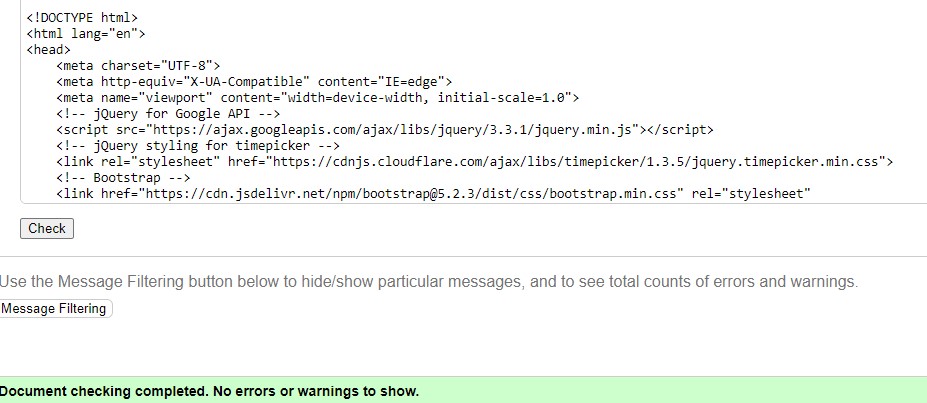 <!DOCTYPE html>
<html lang="en">
<head>
<meta charset="UTF-8">
<meta http-equiv="X-UA-Compatible" content="IE=edge">
<meta name="viewport" content="width=device-width, initial-scale=1.0">
<!-- jQuery for Google API -->
<script src="https://ajax.googleapis.com/ajax/libs/jquery/3.3.1/jquery.min.js"></script>
<!-- jQuery styling for timepicker -->
<link rel="stylesheet" href="https://cdnjs.cloudflare.com/ajax/libs/timepicker/1.3.5/jquery.timepicker.min.css">
<!-- Bootstrap -->
<link href="https://cdn.jsdelivr.net/npm/bootstrap@5.2.3/dist/css/bootstrap.min.css" rel="stylesheet"
Check
Use the Message Filtering button below to hide/show particular messages, and to see total counts of errors and warnings.
Message Filtering
Document checking completed. No errors or warnings to show.